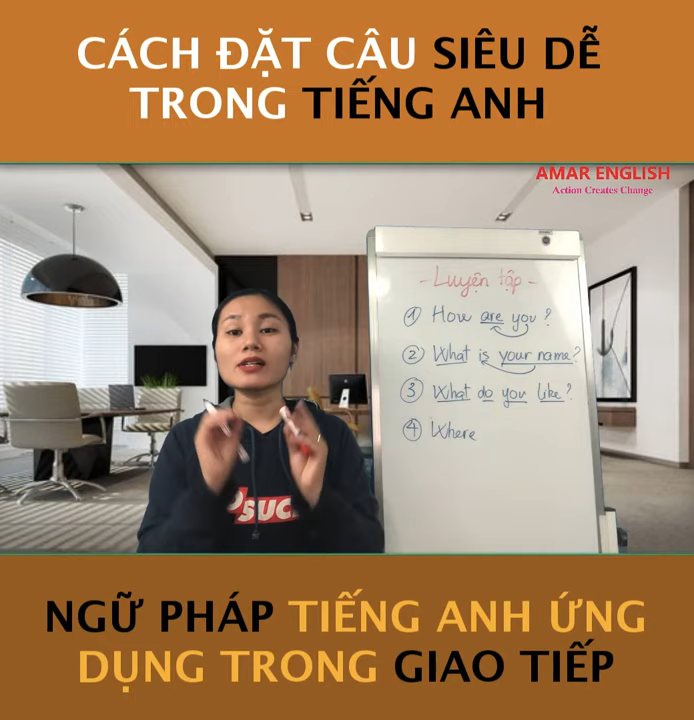 CÁCH ĐẶT CÂU SIÊU DỄ
TRONG TIẾNG ANH
AMAR ENGLISH
Action Creates Change
- Luyện tập -
① How are you?
② What is your name?
③ What do you like?
④ Where
SUC
NGỮ PHÁP TIẾNG ANH ỨNG
DỤNG TRONG GIAO TIẾP